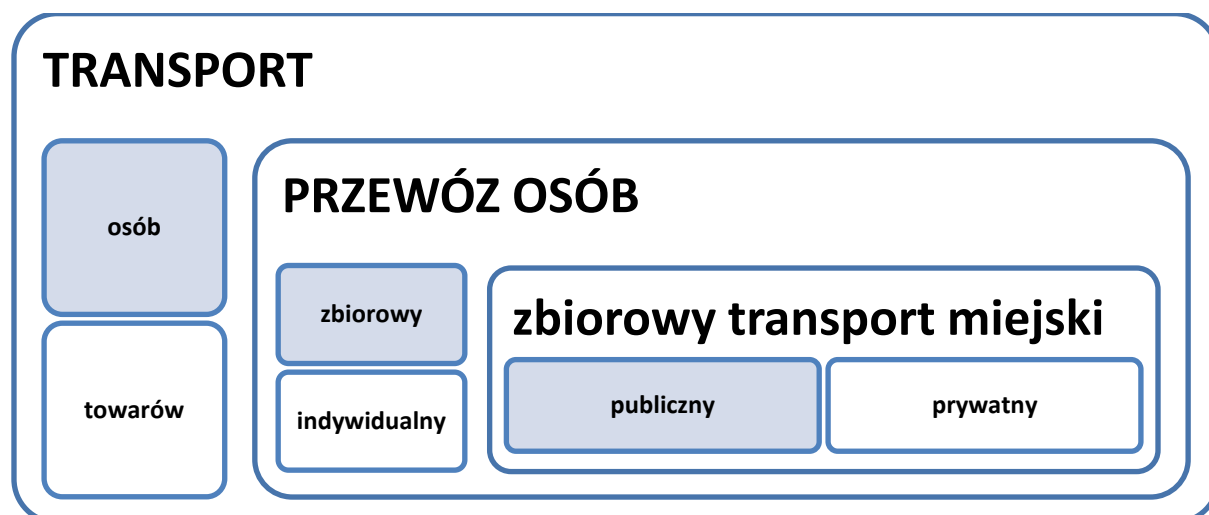 TRANSPORT
osób
towarów
PRZEWÓZ OSÓB
zbiorowy
indywidualny
zbiorowy transport miejski
publiczny
prywatny